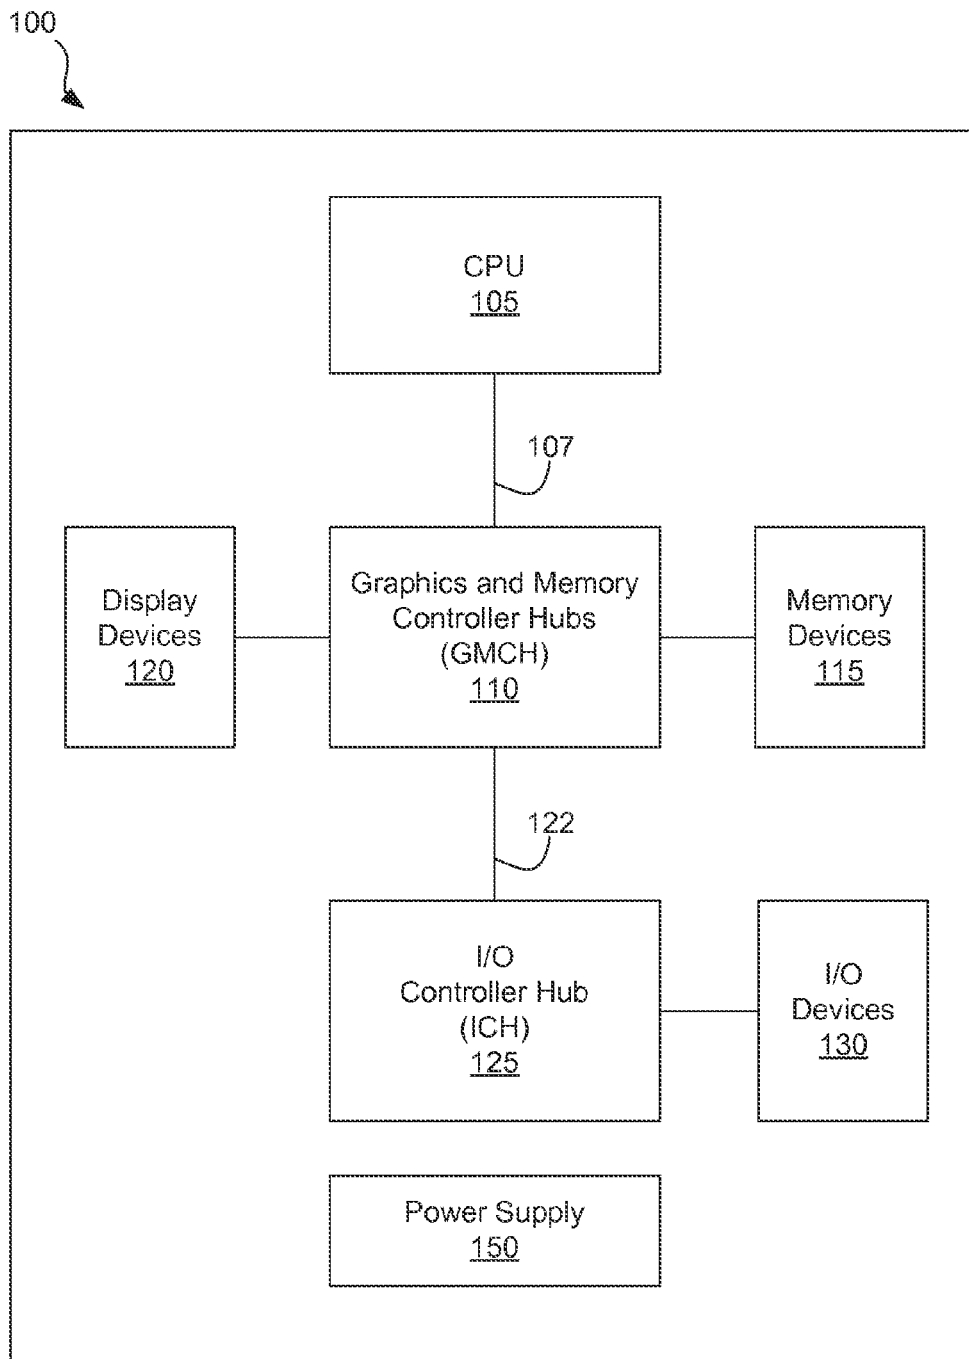 100
CPU
105
107
Display
Devices
120
Graphics and Memory
Controller Hubs
(GMCH)
110
Memory
Devices
115
122
I/O
Controller Hub
(ICH)
125
I/O
Devices
130
Power Supply
150